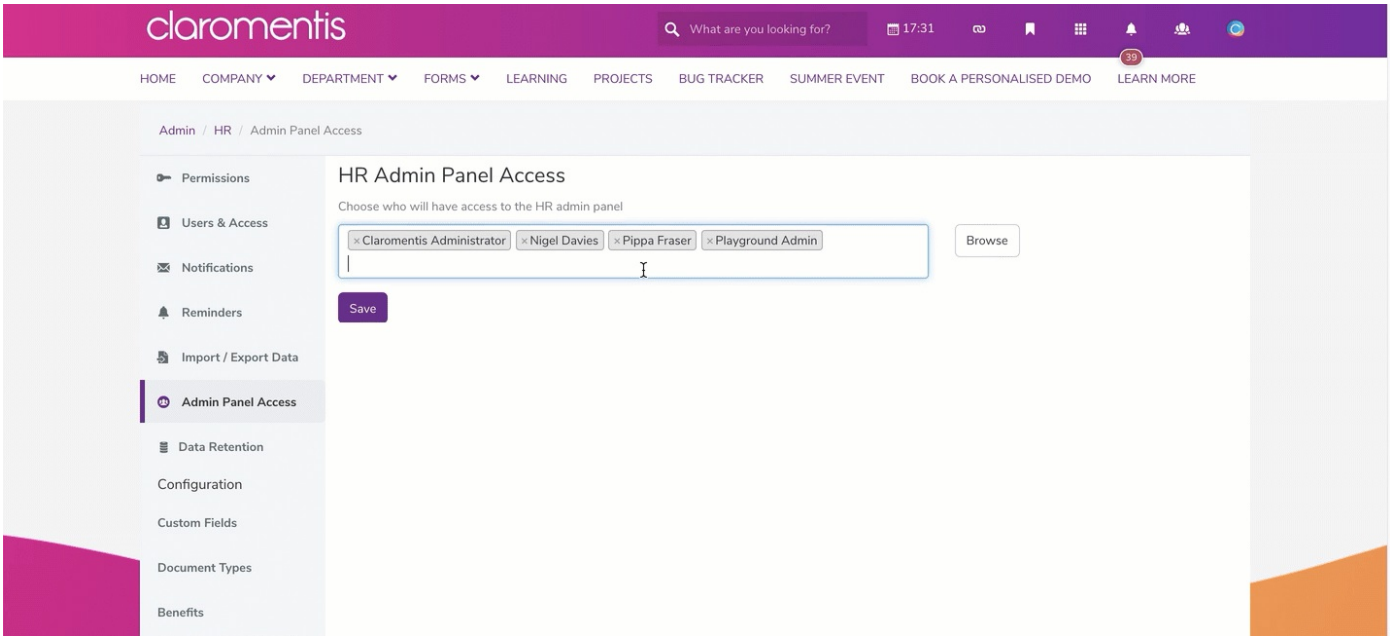 claromentis
What are you looking for?
17:31
39
HOME COMPANY DEPARTMENT FORMS LEARNING PROJECTS BUG TRACKER SUMMER EVENT BOOK A PERSONALISED DEMO LEARN MORE
Admin / HR / Admin Panel Access
Permissions
Users & Access
Notifications
Reminders
Import / Export Data
Admin Panel Access
Data Retention
Configuration
Custom Fields
Document Types
Benefits
HR Admin Panel Access
Choose who will have access to the HR admin panel
×Claromentis Administrator ×Nigel Davies ×Pippa Fraser ×Playground Admin
Browse
Save